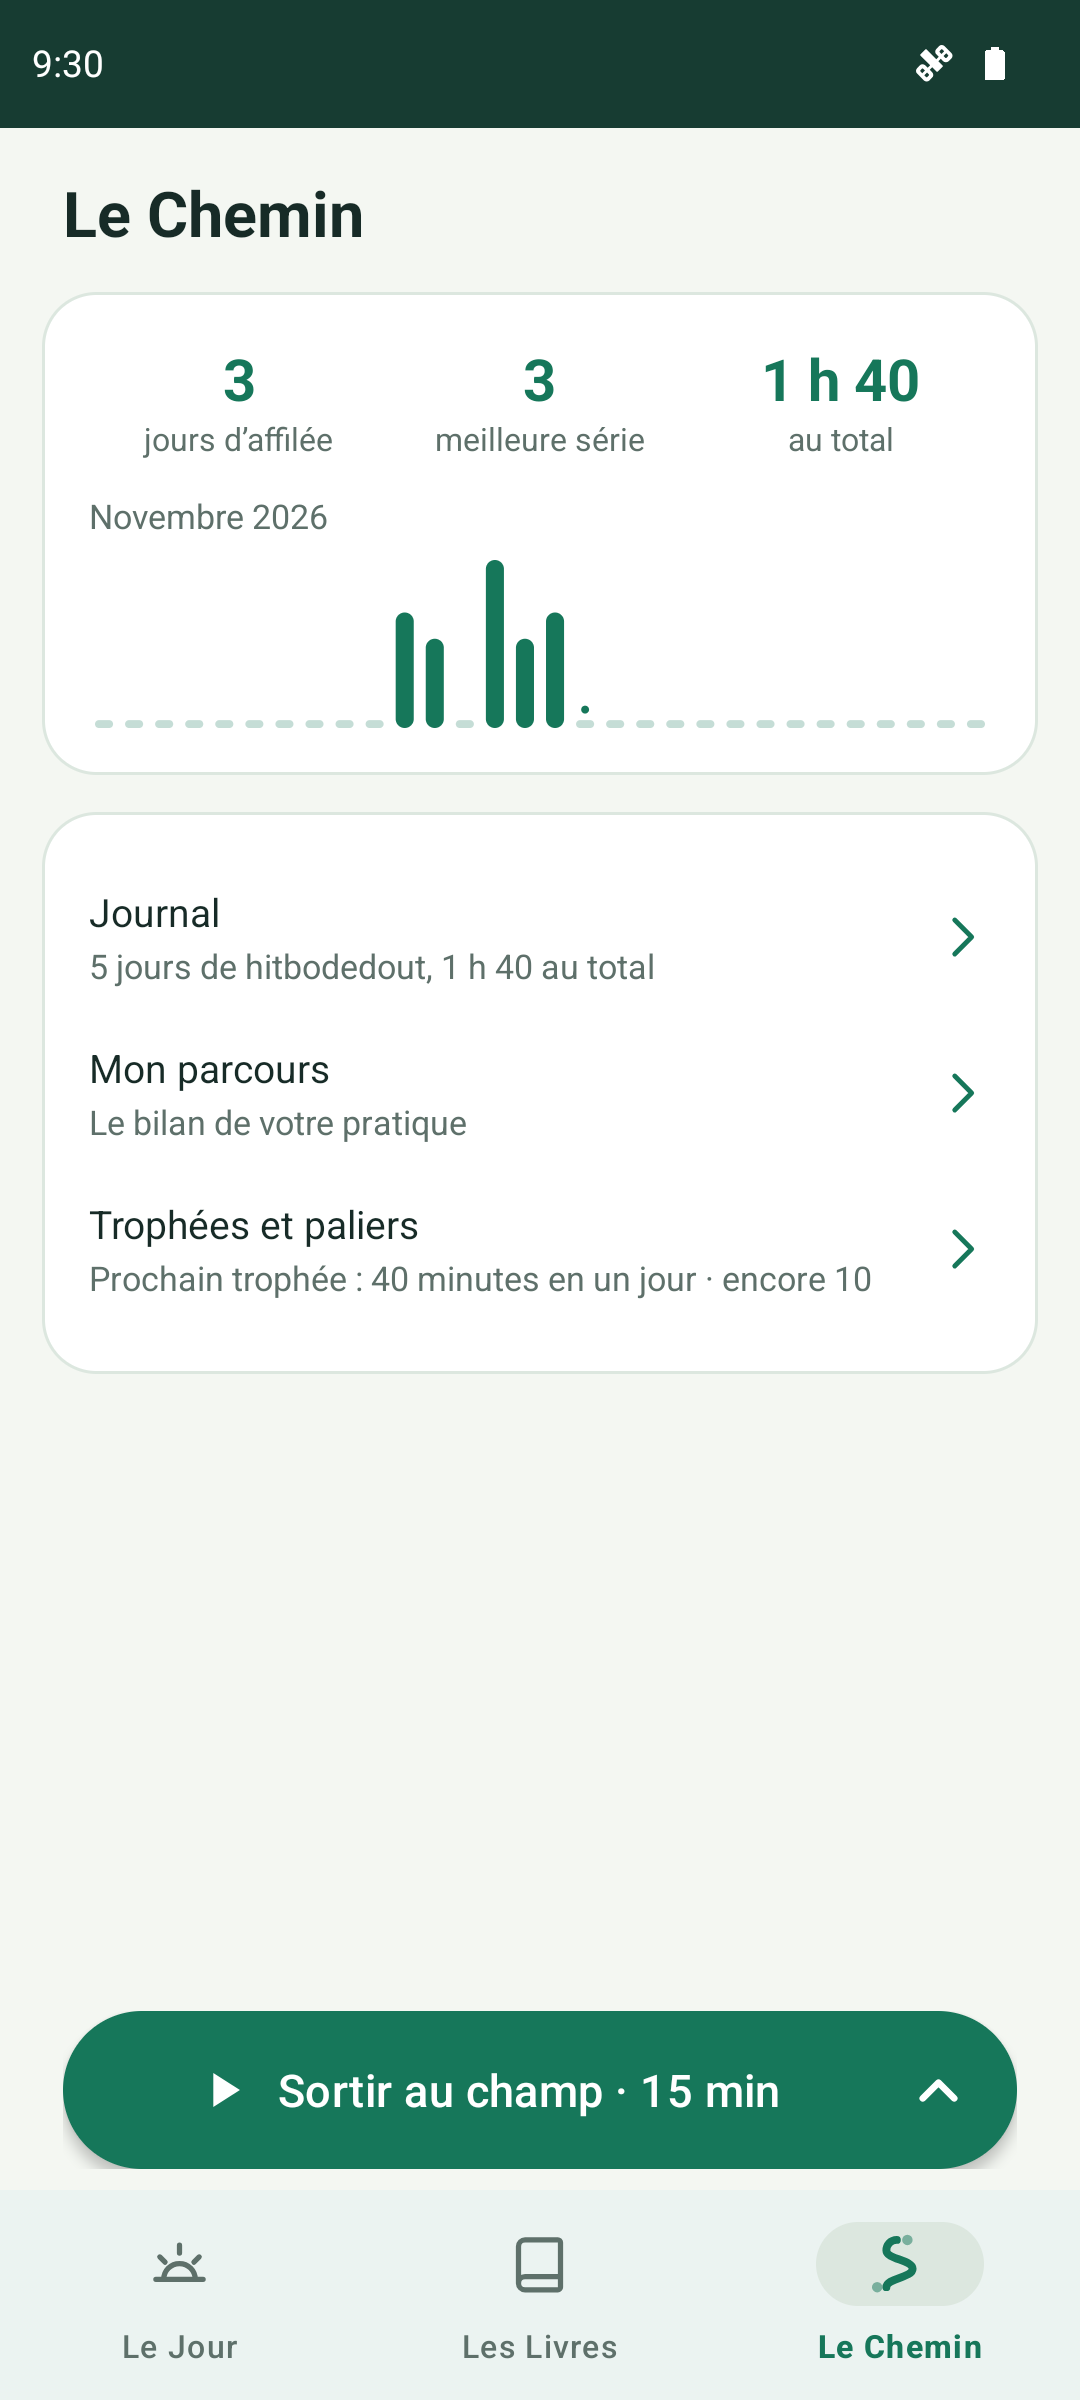 9:30
Le Chemin
3
jours d’affilée
3
meilleure série
1 h 40
au total
Novembre 2026
Journal
5 jours de hitbodedout, 1 h 40 au total
Mon parcours
Le bilan de votre pratique
Trophées et paliers
Prochain trophée : 40 minutes en un jour · encore 10
Sortir au champ · 15 min
Le Jour
Les Livres
Le Chemin